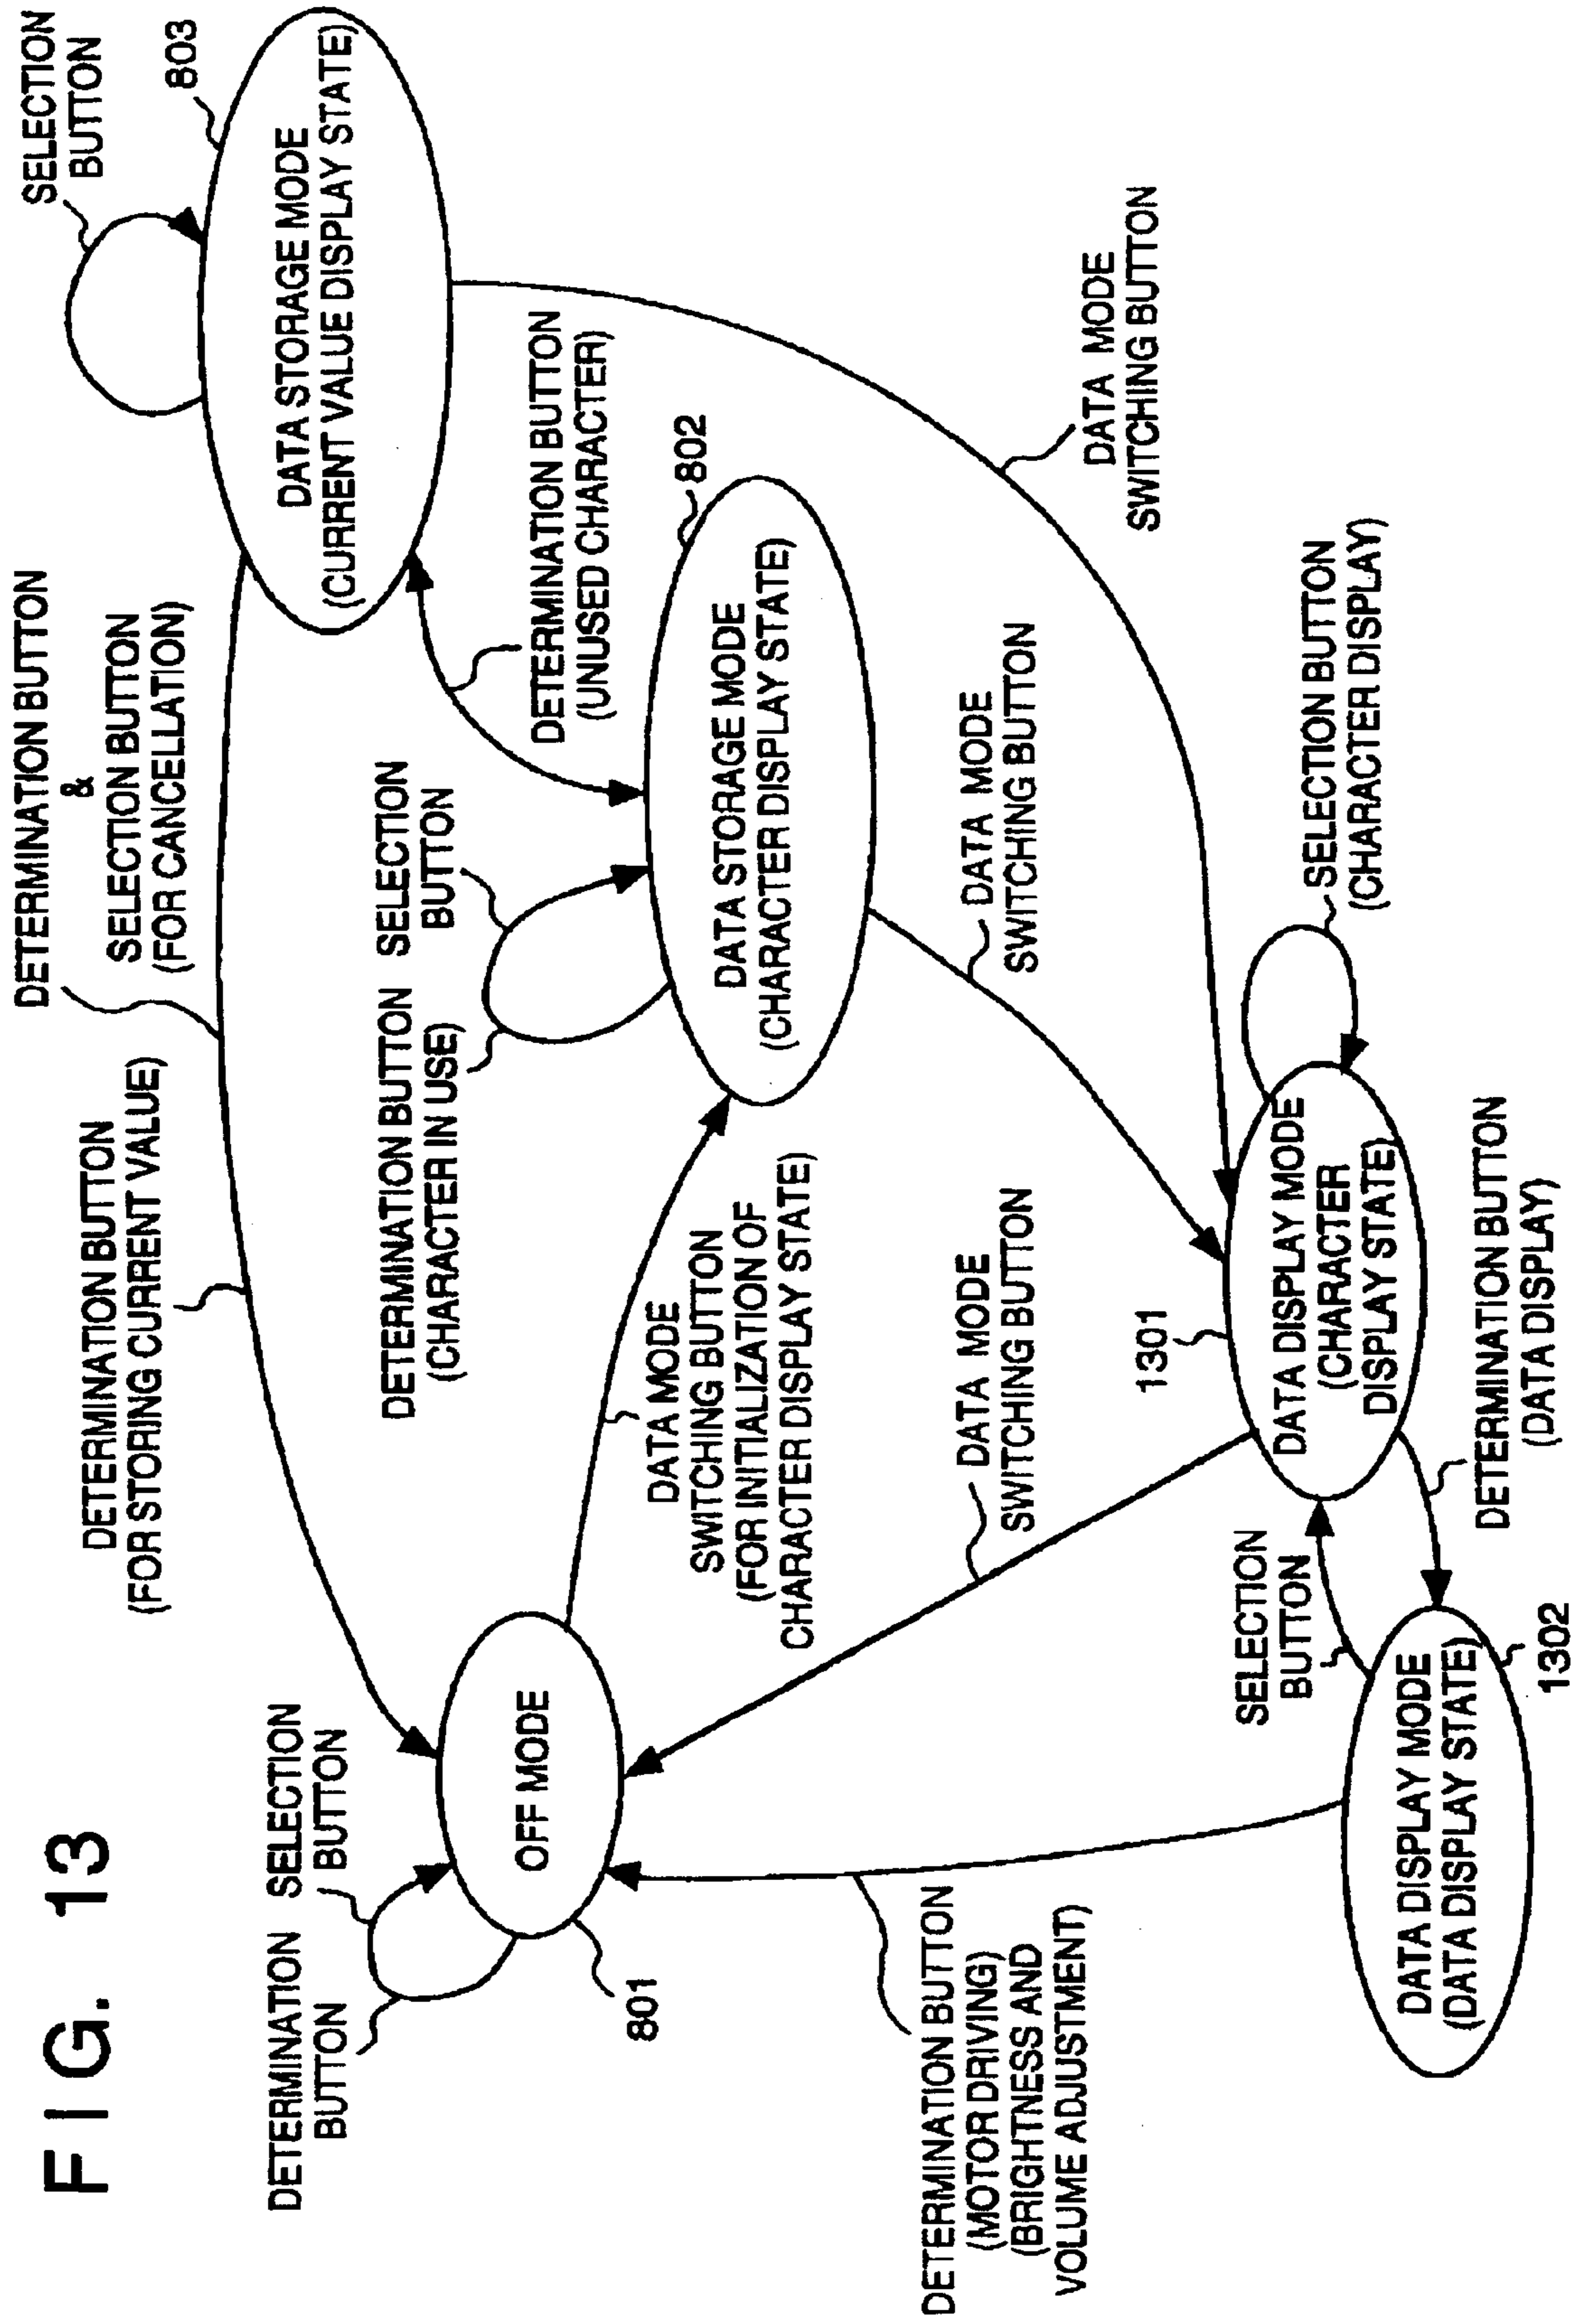 FIG. 13
DETERMINATION BUTTON
&
SELECTION BUTTON
(FOR CANCELLATION)
DETERMINATION BUTTON
(FOR STORING CURRENT VALUE)
SELECTION
BUTTON
803
DATA STORAGE MODE
(CURRENT VALUE DISPLAY STATE)
DETERMINATION
BUTTON
SELECTION
BUTTON
OFF MODE
801
DETERMINATION BUTTON
(CHARACTER IN USE)
SELECTION
BUTTON
DETERMINATION BUTTON
(UNUSED CHARACTER)
802
DATA STORAGE MODE
(CHARACTER DISPLAY STATE)
DATA MODE
SWITCHING BUTTON
(FOR INITIALIZATION OF
CHARACTER DISPLAY STATE)
DATA MODE
SWITCHING BUTTON
DATA MODE
SWITCHING BUTTON
DATA MODE
SWITCHING BUTTON
DETERMINATION BUTTON
(MOTOR DRIVING)
(BRIGHTNESS AND
VOLUME ADJUSTMENT)
1301
DATA DISPLAY MODE
(CHARACTER
DISPLAY STATE)
SELECTION BUTTON
(CHARACTER DISPLAY)
SELECTION
BUTTON
DETERMINATION BUTTON
(DATA DISPLAY)
DATA DISPLAY MODE
(DATA DISPLAY STATE)
1302